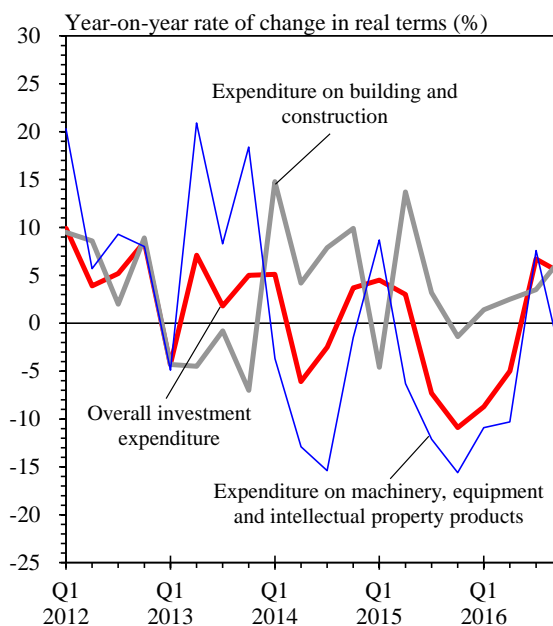 Year-on-year rate of change in real terms (%)
30
25
20
15
10
5
0
-5
-10
-15
-20
-25
Expenditure on building and
construction
Overall investment
expenditure
Expenditure on machinery, equipment
and intellectual property products
Q1 Q1 Q1 Q1 Q1
2012 2013 2014 2015 2016